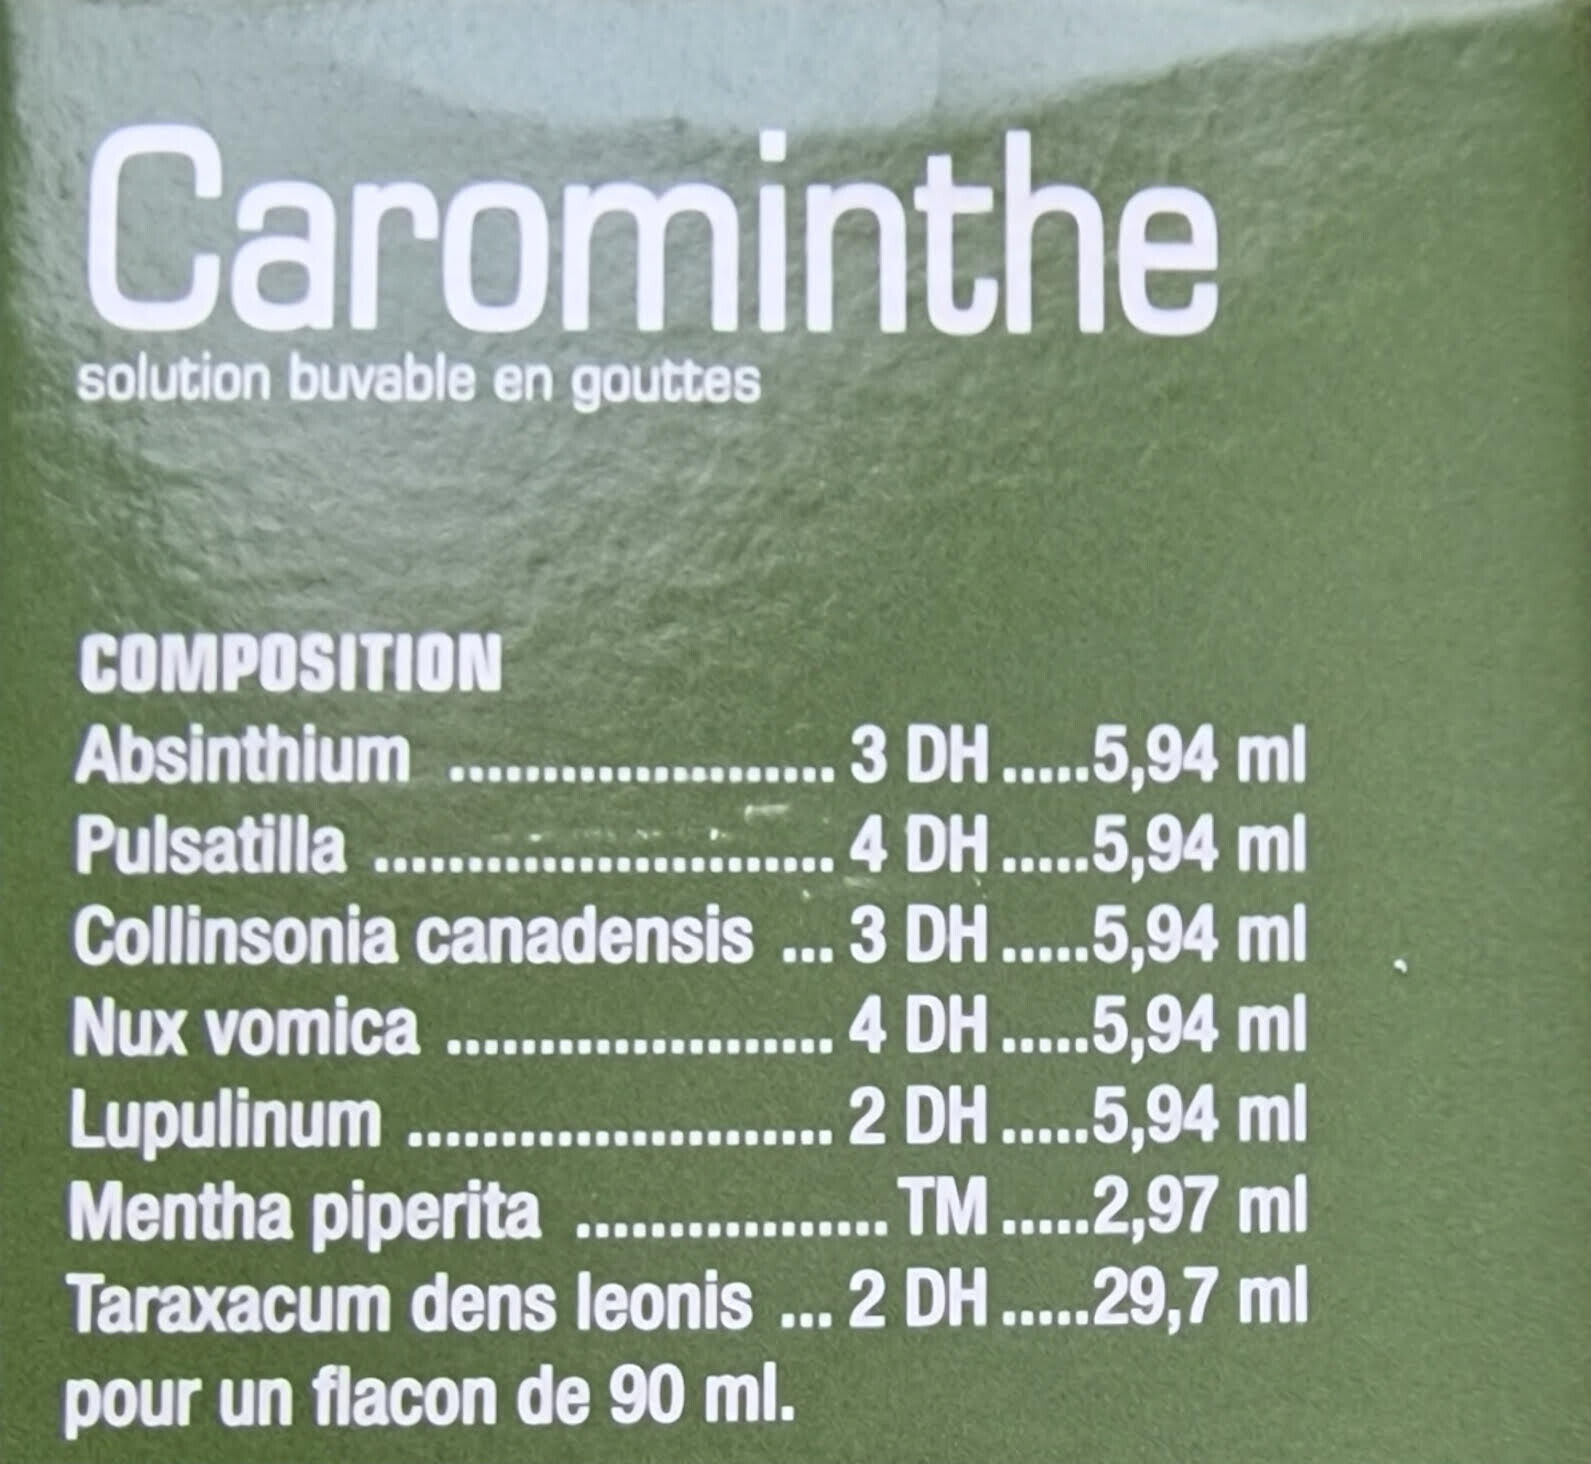 Carominthe
solution buvable en gouttes
COMPOSITION
Absinthium ..................... 3 DH .....5,94 ml
Pulsatilla ......................... 4 DH .....5,94 ml
Collinsonia canadensis ... 3 DH .....5,94 ml
Nux vomica ..................... 4 DH .....5,94 ml
Lupulinum ....................... 2 DH .....5,94 ml
Mentha piperita ................. TM .....2,97 ml
Taraxacum dens leonis ... 2 DH .....29,7 ml
pour un flacon de 90 ml.